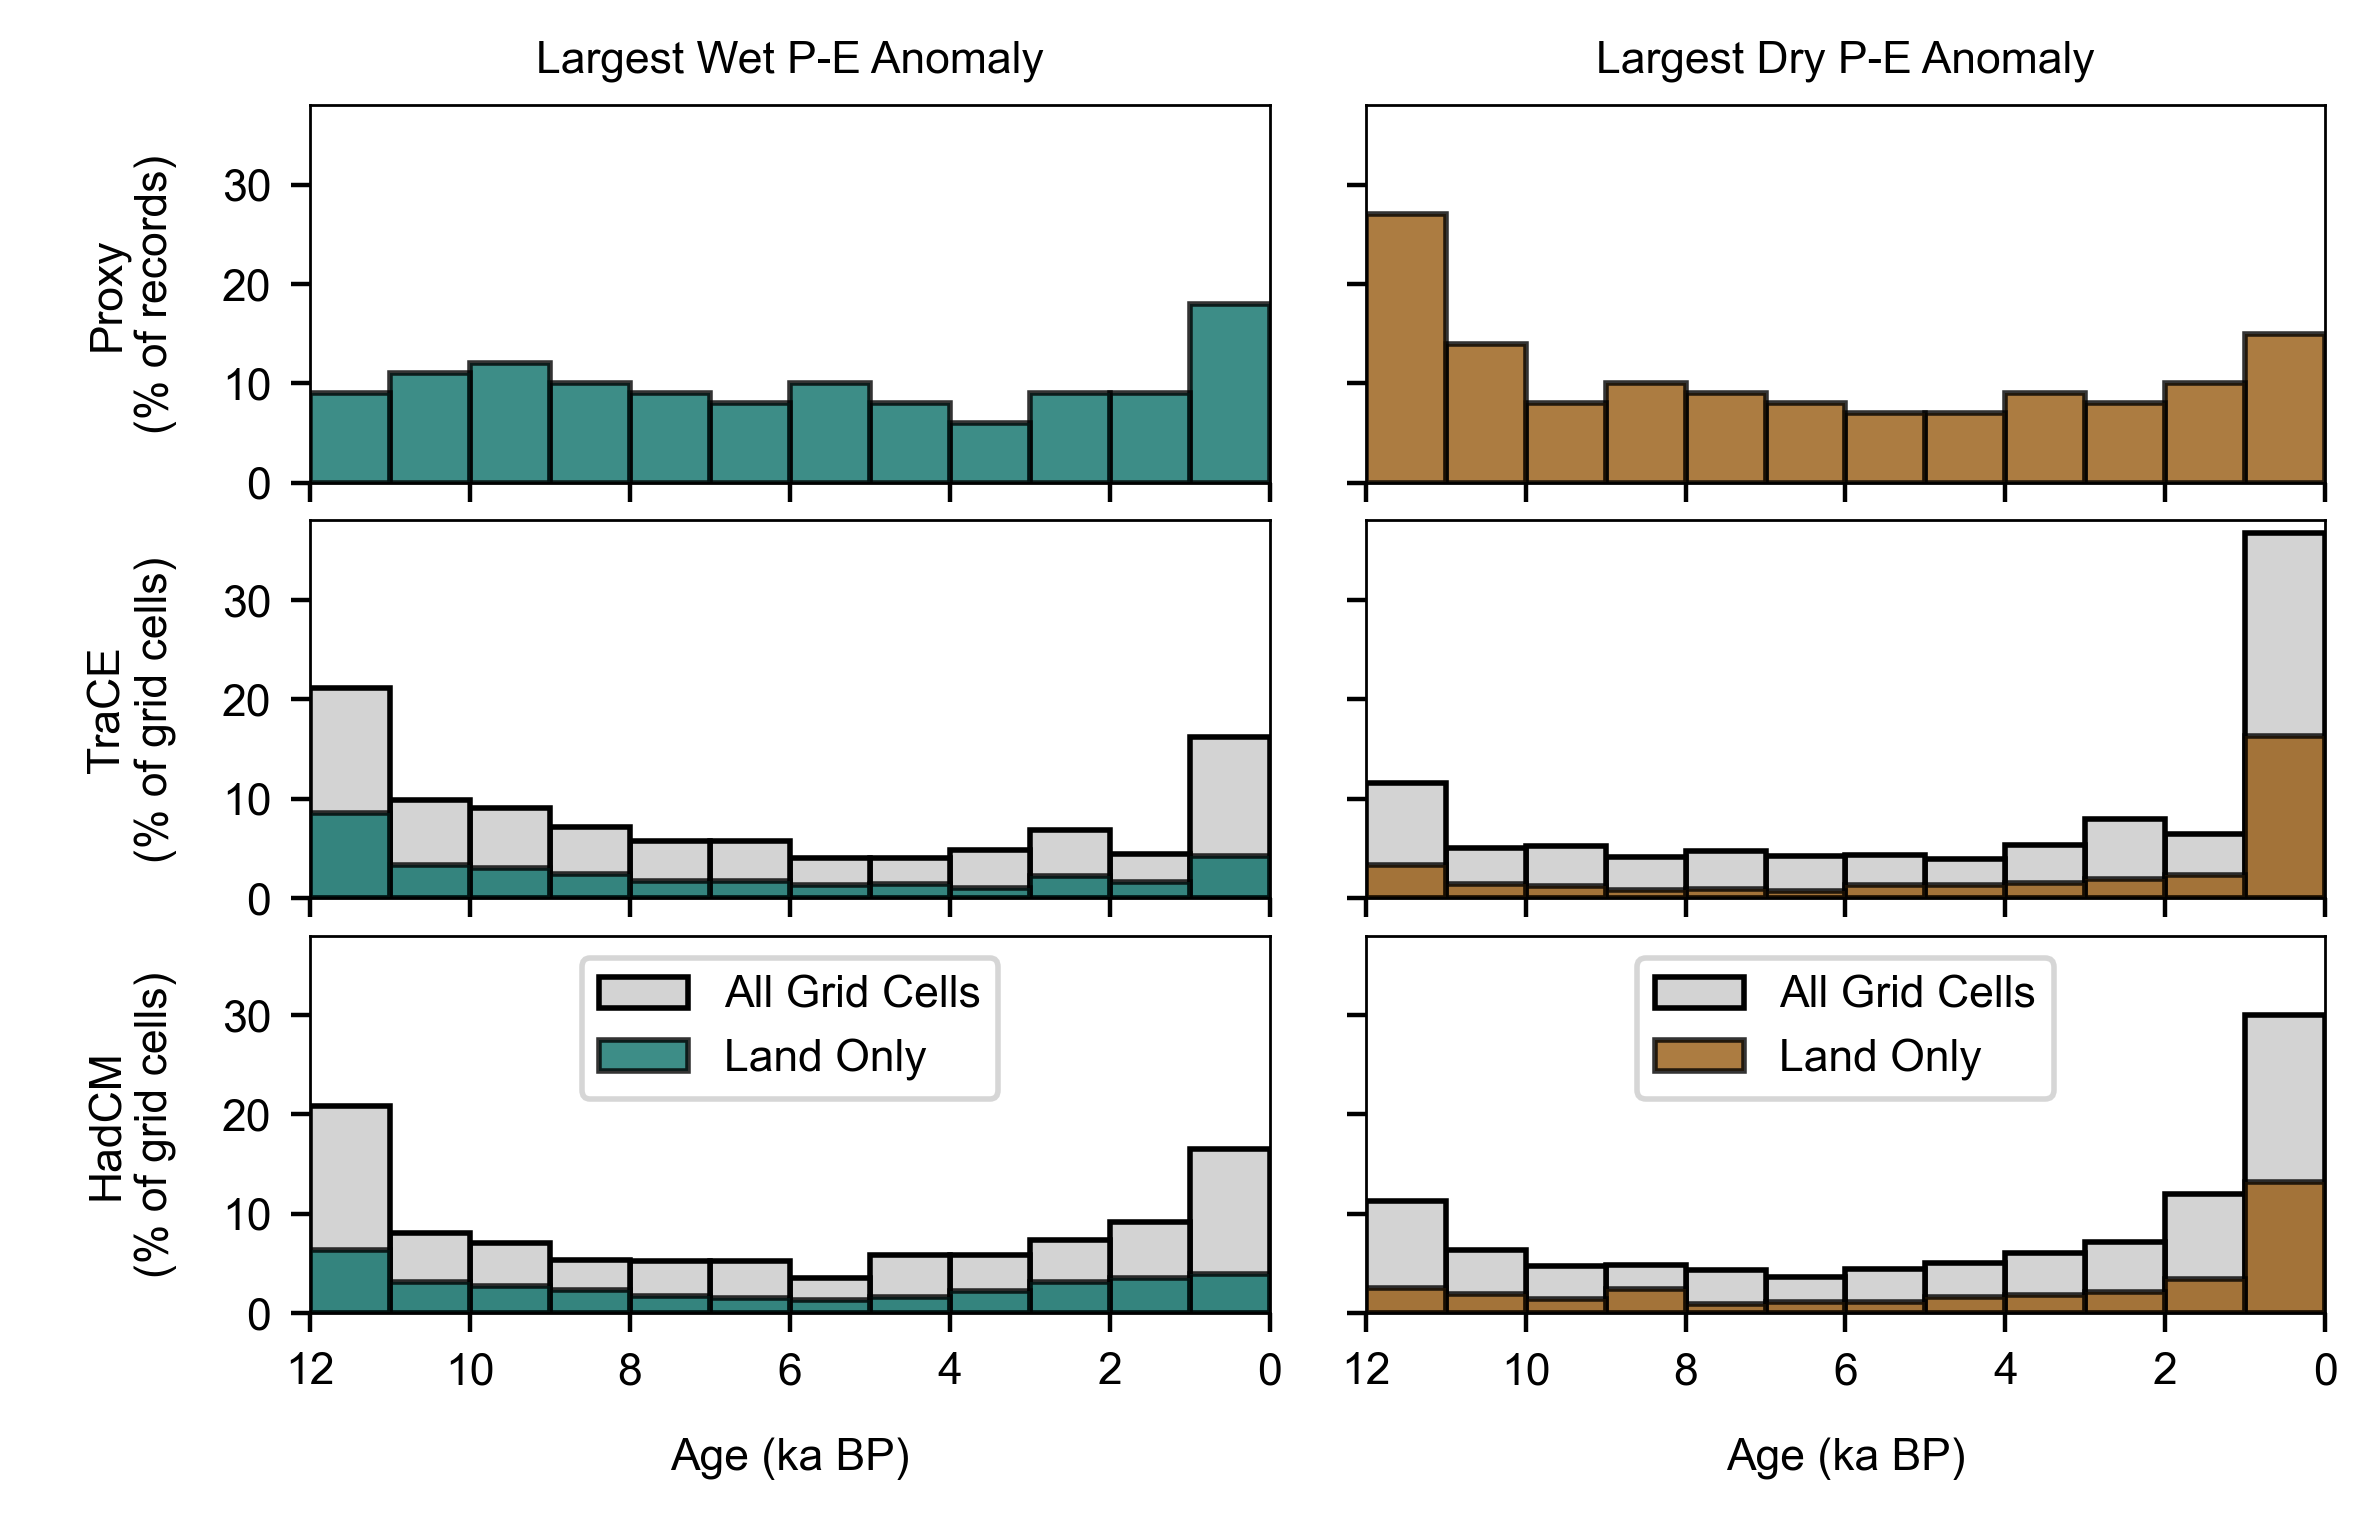 Largest Wet P-E Anomaly
Largest Dry P-E Anomaly
Proxy
(% of records)
30
20
10
0
TraCE
(% of grid cells)
30
20
10
0
HadCM
(% of grid cells)
30
20
10
0
All Grid Cells
Land Only
All Grid Cells
Land Only
12 10 8 6 4 2 0
12 10 8 6 4 2 0
Age (ka BP)
Age (ka BP)